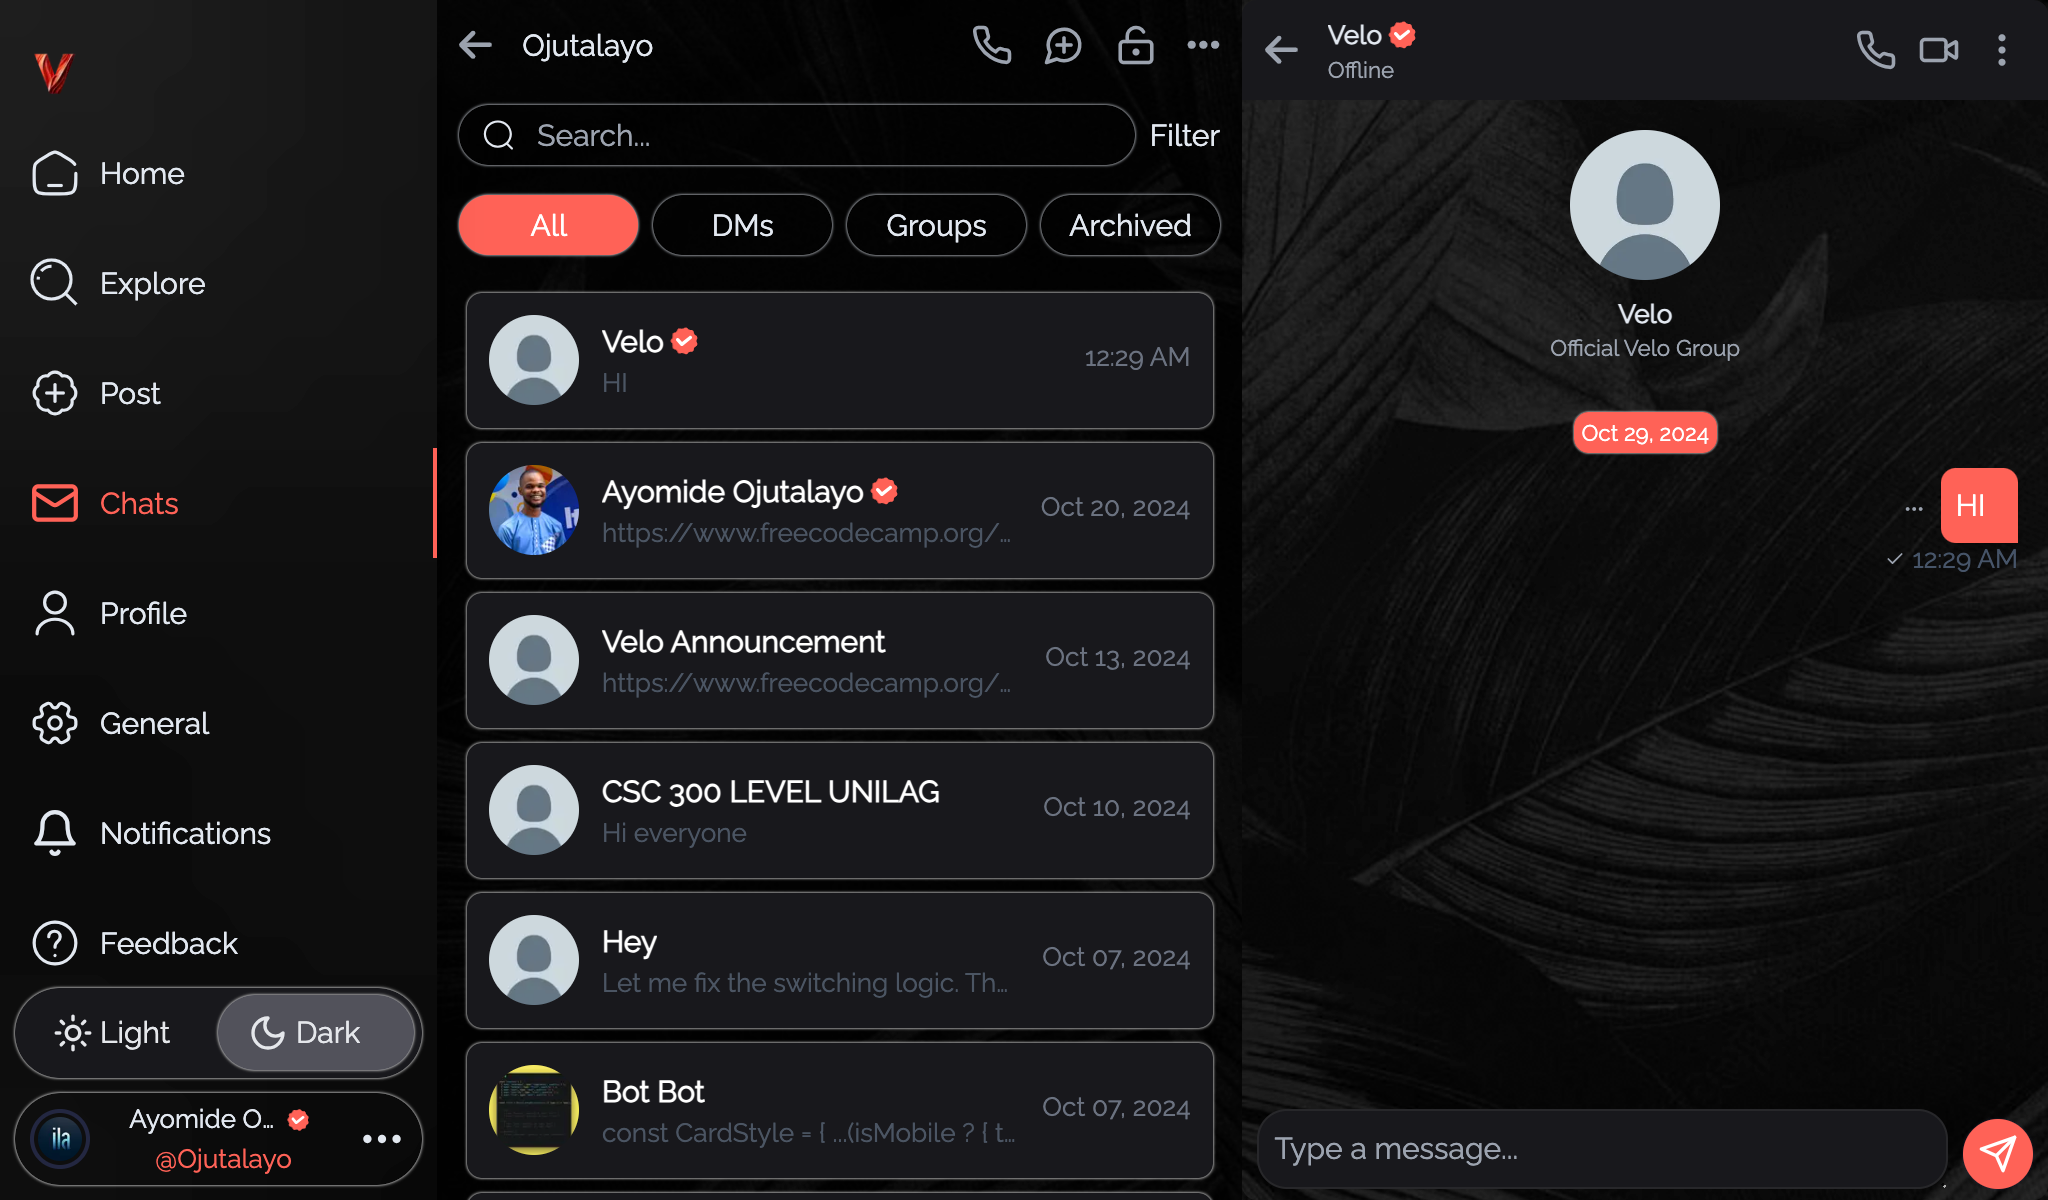 Home
Explore
Post
Chats
Profile
General
Notifications
Feedback
Light
Dark
ila
Ayomide O...
@Ojutalayo
Ojutalayo
Search...
Filter
All
DMs
Groups
Archived
Velo
HI
12:29 AM
Ayomide Ojutalayo
https://www.freecodecamp.org/...
Oct 20, 2024
Velo Announcement
https://www.freecodecamp.org/...
Oct 13, 2024
CSC 300 LEVEL UNILAG
Hi everyone
Oct 10, 2024
Hey
Let me fix the switching logic. Th...
Oct 07, 2024
Bot Bot
const CardStyle = { ...(isMobile ? { t...
Oct 07, 2024
Velo
Offline
Velo
Official Velo Group
Oct 29, 2024
HI
12:29 AM
Type a message...